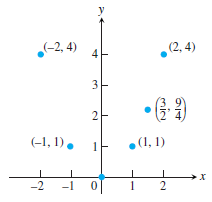 y
(-2, 4) 4 (2, 4)
3
2 (3/2, 9/4)
(-1, 1) 1 (1, 1)
-2 -1 0 1 2 x